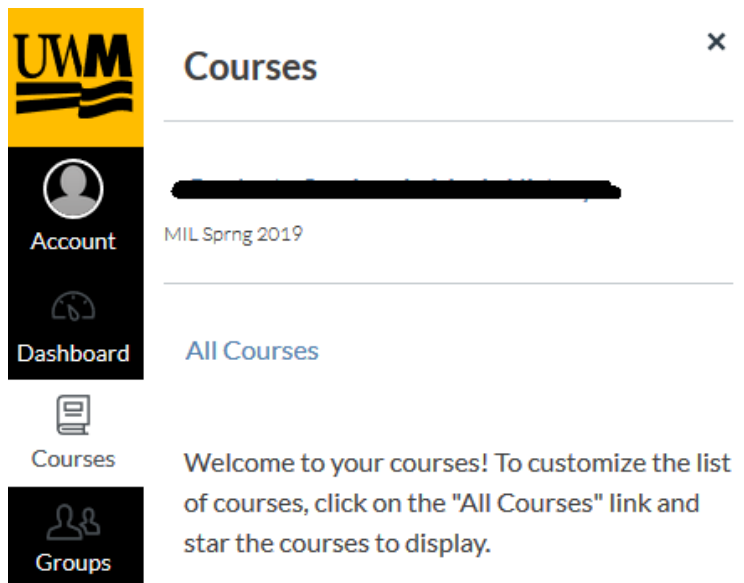 UWM
Courses
×
Account
MIL Sprng 2019
Dashboard
All Courses
Courses
Welcome to your courses! To customize the list
of courses, click on the "All Courses" link and
star the courses to display.
Groups